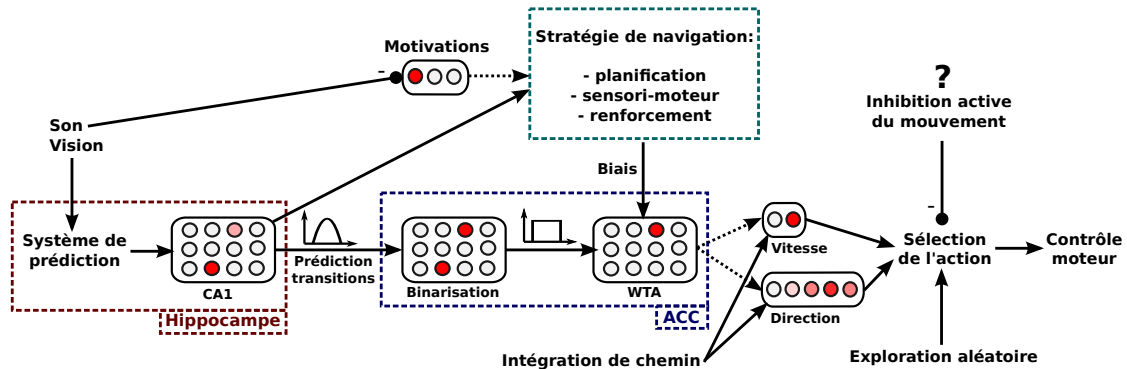 Motivations
-
Stratégie de navigation:
- planification
- sensori-moteur
- renforcement
?
Inhibition active
du mouvement
-
Son
Vision
Biais
Système de
prédiction
CA1
Prédiction
transitions
Binarisation
WTA
Vitesse
Direction
Sélection
de l'action
Contrôle
moteur
Hippocampe
ACC
Intégration de chemin
Exploration aléatoire